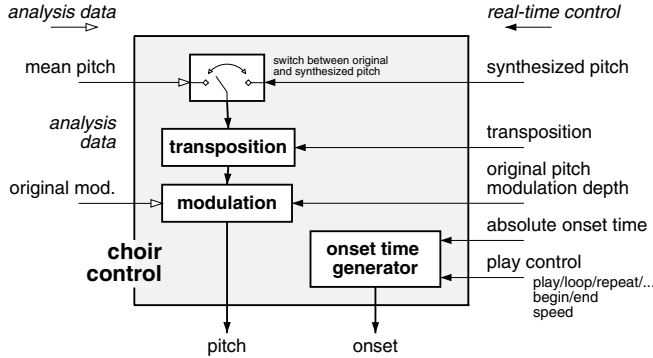 analysis data
real-time control
mean pitch
switch between original
and synthesized pitch
synthesized pitch
analysis
data
transposition
transposition
original pitch
modulation depth
original mod.
modulation
absolute onset time
choir
control
onset time
generator
play control
play/loop/repeat/...
begin/end
speed
pitch
onset